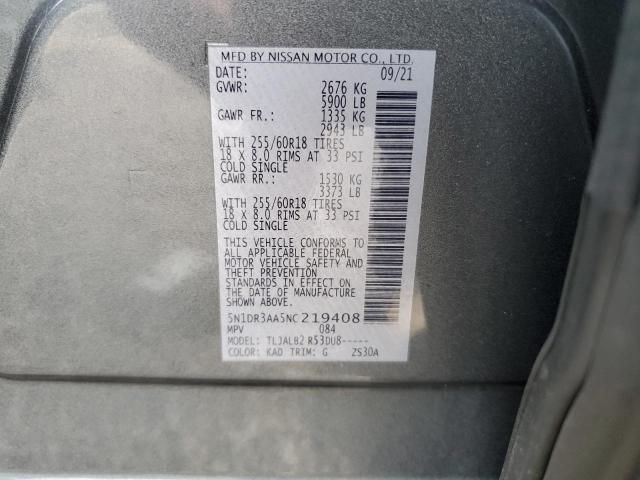 MFD BY NISSAN MOTOR CO., LTD.
DATE: 09/21
GVWR: 2676 KG
5900 LB
GAWR FR.: 1335 KG
2943 LB
WITH 255/60R18 TIRES
18 X 8.0 RIMS AT 33 PSI
COLD SINGLE
GAWR RR.: 1530 KG
3373 LB
WITH 255/60R18 TIRES
18 X 8.0 RIMS AT 33 PSI
COLD SINGLE
THIS VEHICLE CONFORMS TO
ALL APPLICABLE FEDERAL
MOTOR VEHICLE SAFETY AND
THEFT PREVENTION
STANDARDS IN EFFECT ON
THE DATE OF MANUFACTURE
SHOWN ABOVE.
5N1DR3AA5NC219408
MPV 084
MODEL: TLJALB2 R53DU8-----
COLOR: KAD TRIM: G ZS30A